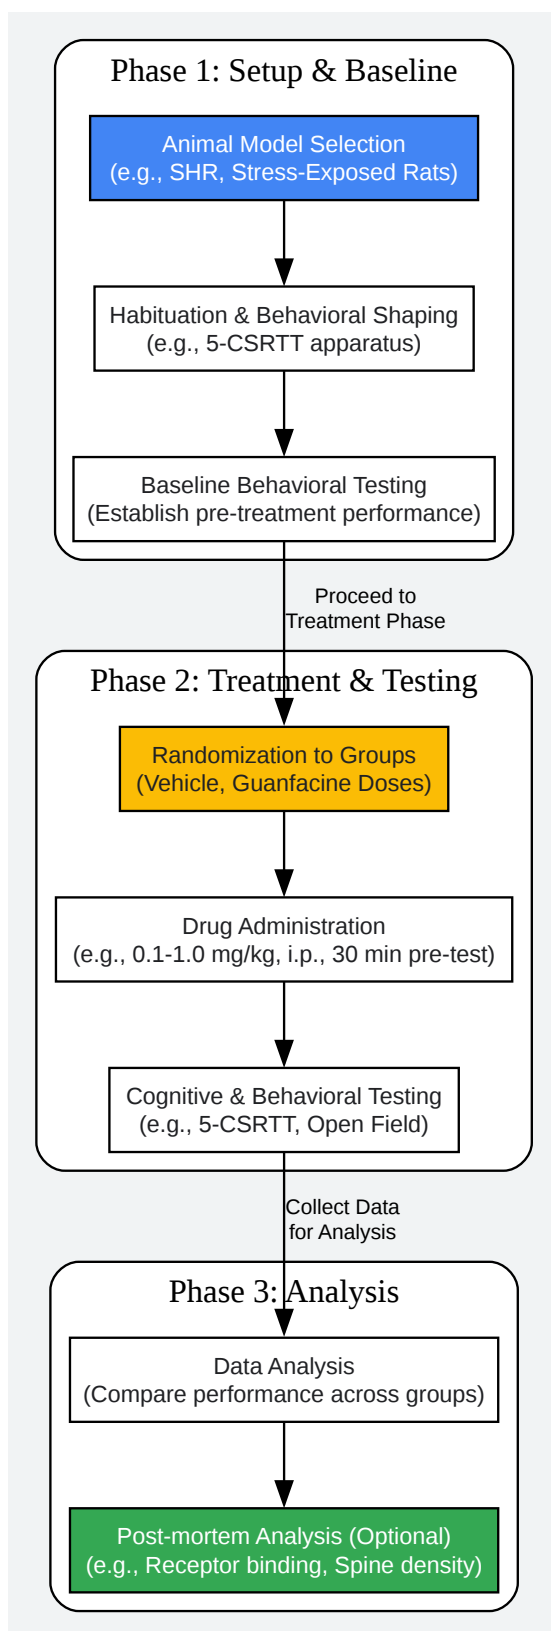 Phase 1: Setup & Baseline
Animal Model Selection
(e.g., SHR, Stress-Exposed Rats)
Habituation & Behavioral Shaping
(e.g., 5-CSRTT apparatus)
Baseline Behavioral Testing
(Establish pre-treatment performance)
Proceed to
Treatment Phase
Phase 2: Treatment & Testing
Randomization to Groups
(Vehicle, Guanfacine Doses)
Drug Administration
(e.g., 0.1-1.0 mg/kg, i.p., 30 min pre-test)
Cognitive & Behavioral Testing
(e.g., 5-CSRTT, Open Field)
Collect Data
for Analysis
Phase 3: Analysis
Data Analysis
(Compare performance across groups)
Post-mortem Analysis (Optional)
(e.g., Receptor binding, Spine density)